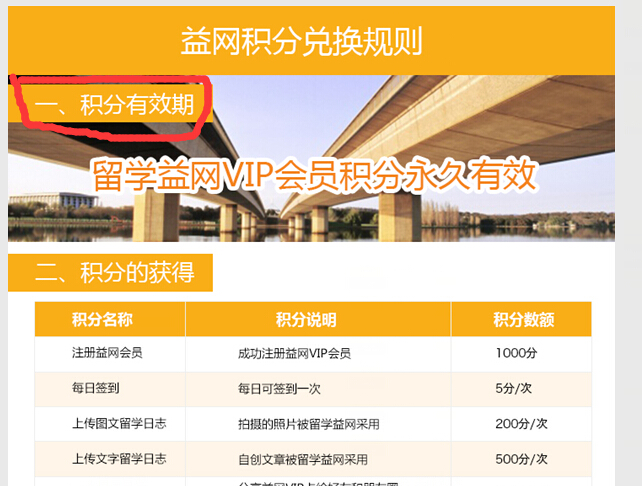 益网积分兑换规则
一、积分有效期
留学益网VIP会员积分永久有效
二、积分的获得
积分名称 积分说明 积分数额
注册益网会员 成功注册益网VIP会员 1000分
每日签到 每日可签到一次 5分/次
上传图文留学日志 拍摄的照片被留学益网采用 200分/次
上传文字留学日志 自创文章被留学益网采用 500分/次